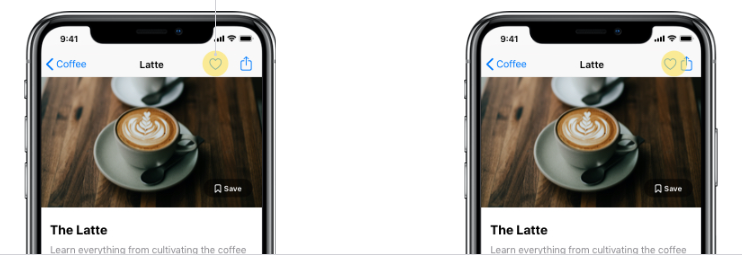 9:41
Coffee
Latte
Save
The Latte
Learn everything from cultivating the coffee
9:41
Coffee
Latte
Save
The Latte
Learn everything from cultivating the coffee